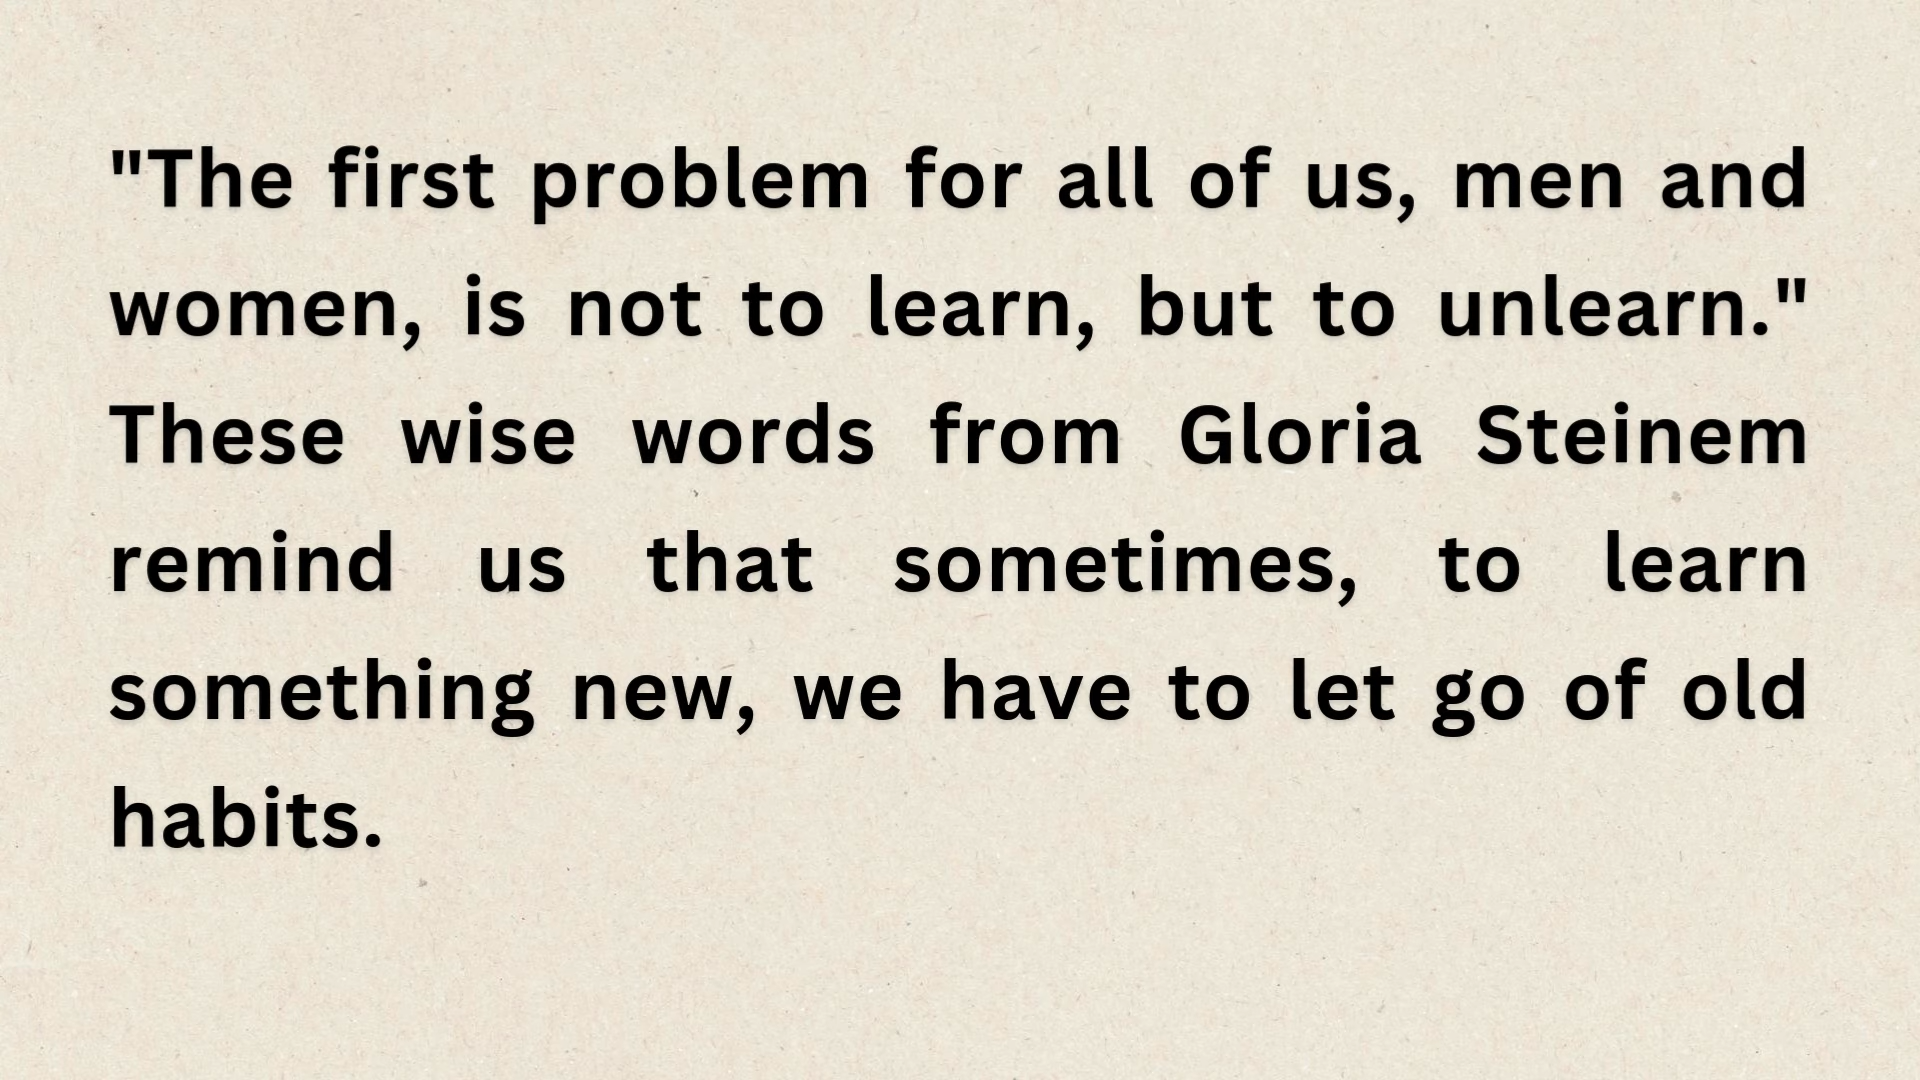 "The first problem for all of us, men and
women, is not to learn, but to unlearn."
These wise words from Gloria Steinem
remind us that sometimes, to learn
something new, we have to let go of old
habits.